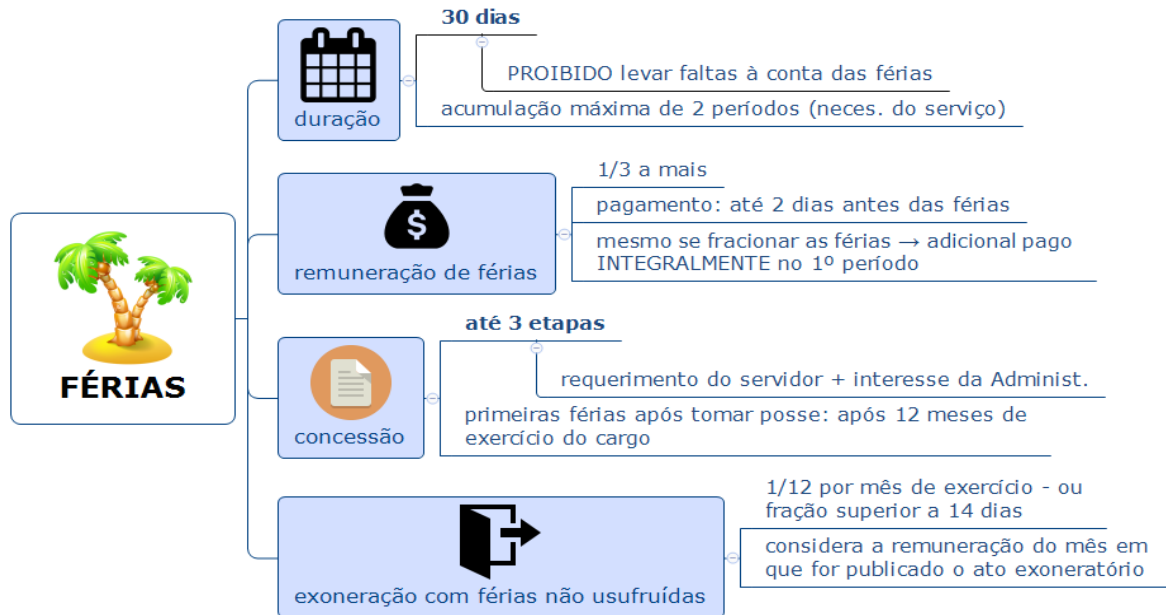 FÉRIAS
duração
30 dias
PROIBIDO levar faltas à conta das férias
acumulação máxima de 2 períodos (neces. do serviço)
remuneração de férias
$
1/3 a mais
pagamento: até 2 dias antes das férias
mesmo se fracionar as férias → adicional pago
INTEGRALMENTE no 1º período
concessão
até 3 etapas
requerimento do servidor + interesse da Administ.
primeiras férias após tomar posse: após 12 meses de
exercício do cargo
exoneração com férias não usufruídas
1/12 por mês de exercício - ou
fração superior a 14 dias
considera a remuneração do mês em
que for publicado o ato exoneratório